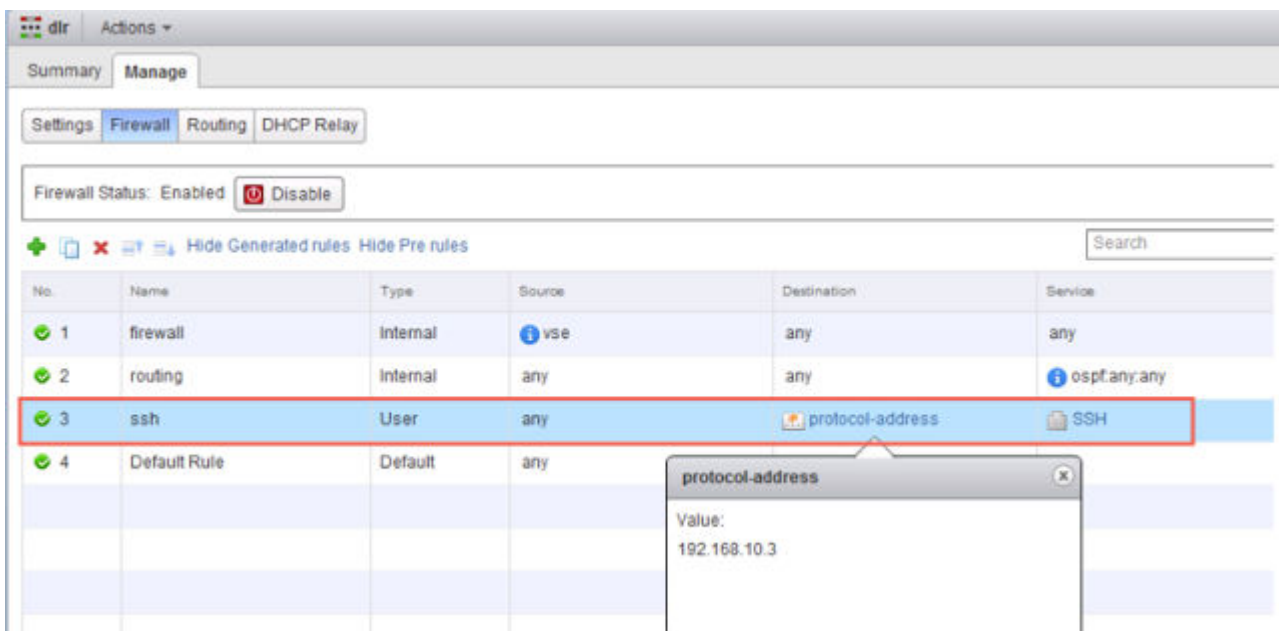 dlr Actions
Summary Manage
Settings Firewall Routing DHCP Relay
Firewall Status: Enabled Disable
Hide Generated rules Hide Pre rules Search
No. Name Type Source Destination Service
1 firewall Internal vse any any
2 routing Internal any any ospf:any:any
3 ssh User any protocol-address SSH
4 Default Rule Default any
protocol-address
Value:
192.168.10.3